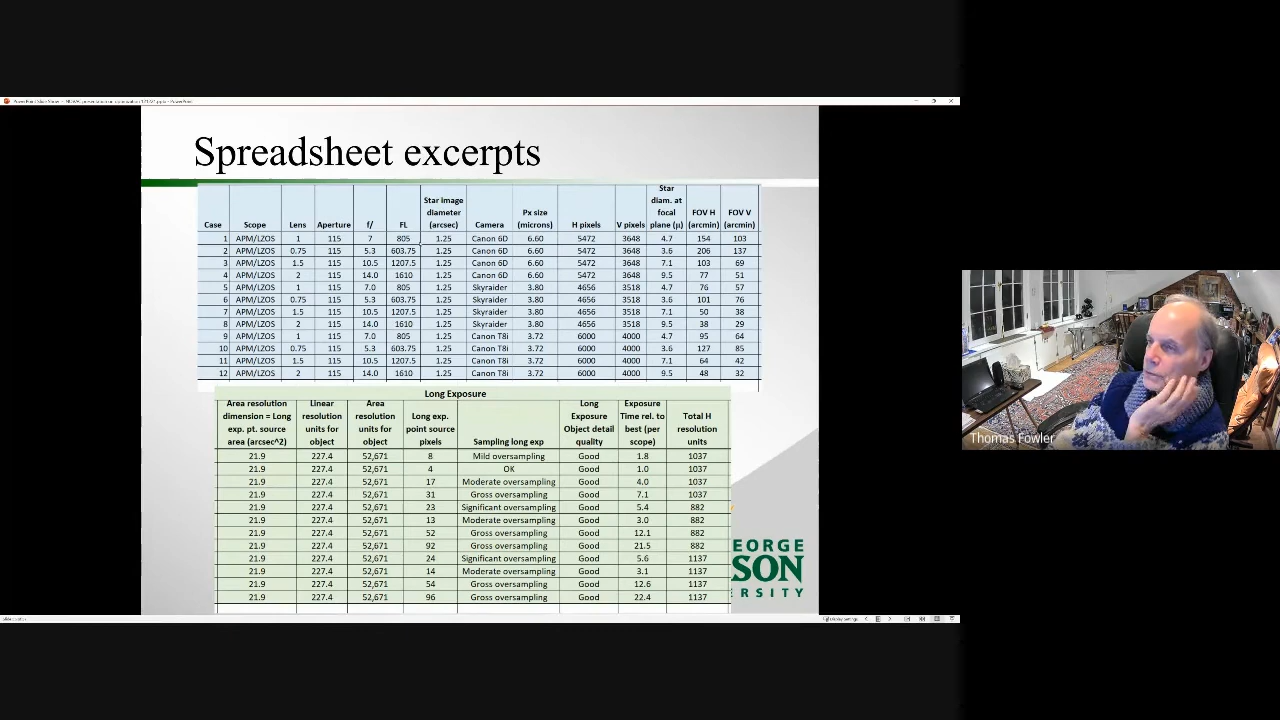 Spreadsheet excerpts
Case Scope Lens Aperture f/ FL Star image diameter (arcsec) Camera Px size (microns) H pixels V pixels Star diam. at focal plane (µ) FOV H (arcmin) FOV V (arcmin)
1 APM/LZOS 1 115 7 805 1.25 Canon 6D 6.60 5472 3648 4.7 154 103
2 APM/LZOS 0.75 115 5.3 603.75 1.25 Canon 6D 6.60 5472 3648 3.6 206 137
3 APM/LZOS 1.5 115 10.5 1207.5 1.25 Canon 6D 6.60 5472 3648 7.1 103 69
4 APM/LZOS 2 115 14.0 1610 1.25 Canon 6D 6.60 5472 3648 9.5 77 51
5 APM/LZOS 1 115 7.0 805 1.25 Skyraider 3.80 4656 3518 4.7 76 57
6 APM/LZOS 0.75 115 5.3 603.75 1.25 Skyraider 3.80 4656 3518 3.6 101 76
7 APM/LZOS 1.5 115 10.5 1207.5 1.25 Skyraider 3.80 4656 3518 7.1 50 38
8 APM/LZOS 2 115 14.0 1610 1.25 Skyraider 3.80 4656 3518 9.5 38 29
9 APM/LZOS 1 115 7.0 805 1.25 Canon T8i 3.72 6000 4000 4.7 95 64
10 APM/LZOS 0.75 115 5.3 603.75 1.25 Canon T8i 3.72 6000 4000 3.6 127 85
11 APM/LZOS 1.5 115 10.5 1207.5 1.25 Canon T8i 3.72 6000 4000 7.1 64 42
12 APM/LZOS 2 115 14.0 1610 1.25 Canon T8i 3.72 6000 4000 9.5 48 32
Long Exposure
Area resolution dimension = Long exp. pt. source area (arcsec^2) Linear resolution units for object Area resolution units for object Long exp. point source pixels Sampling long exp Long Exposure Object detail quality Exposure Time rel. to best (per scope) Total H resolution units
21.9 227.4 52,671 8 Mild oversampling Good 1.8 1037
21.9 227.4 52,671 4 OK Good 1.0 1037
21.9 227.4 52,671 17 Moderate oversampling Good 4.0 1037
21.9 227.4 52,671 31 Gross oversampling Good 7.1 1037
21.9 227.4 52,671 23 Significant oversampling Good 5.4 882
21.9 227.4 52,671 13 Moderate oversampling Good 3.0 882
21.9 227.4 52,671 52 Gross oversampling Good 12.1 882
21.9 227.4 52,671 92 Gross oversampling Good 21.5 882
21.9 227.4 52,671 24 Significant oversampling Good 5.6 1137
21.9 227.4 52,671 14 Moderate oversampling Good 3.1 1137
21.9 227.4 52,671 54 Gross oversampling Good 12.6 1137
21.9 227.4 52,671 96 Gross oversampling Good 22.4 1137
EORGE
SON
RSITY
Display Settings
Thomas Fowler